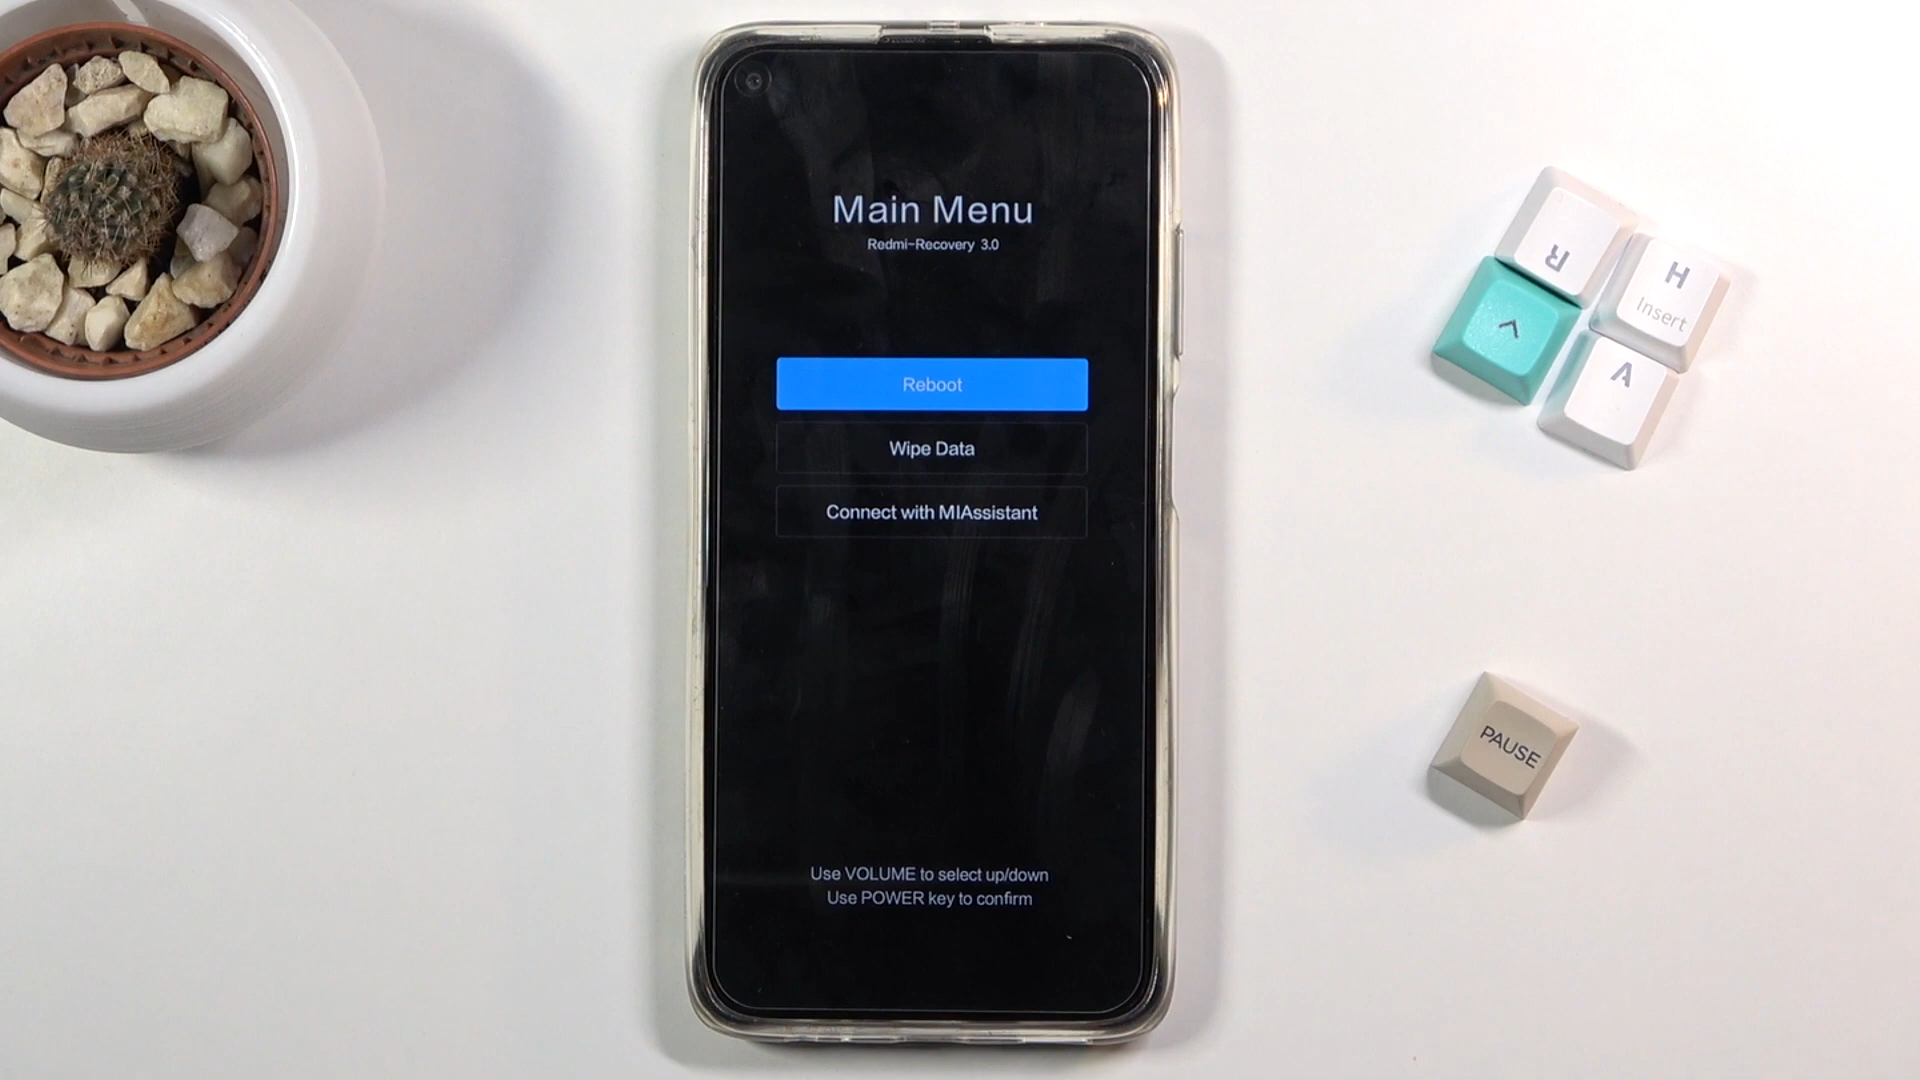 Main Menu
Redmi-Recovery 3.0
Reboot
Wipe Data
Connect with MIAssistant
Use VOLUME to select up/down
Use POWER key to confirm
R
H
Insert
^
A
PAUSE